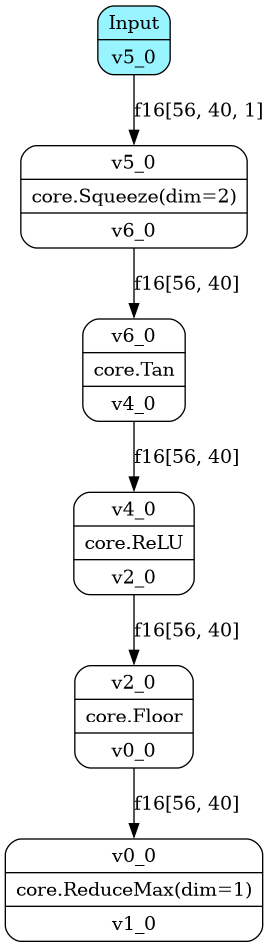 Input
v5_0
f16[56, 40, 1]
v5_0
core.Squeeze(dim=2)
v6_0
f16[56, 40]
v6_0
core.Tan
v4_0
f16[56, 40]
v4_0
core.ReLU
v2_0
f16[56, 40]
v2_0
core.Floor
v0_0
f16[56, 40]
v0_0
core.ReduceMax(dim=1)
v1_0